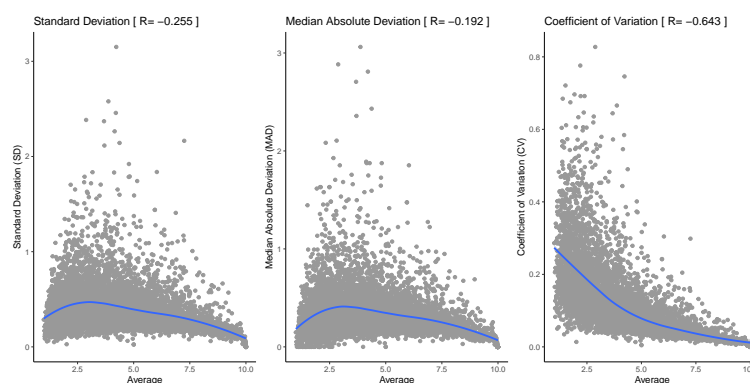 Standard Deviation [ R= −0.255 ]
Standard Deviation (SD)
3
2
1
0
2.5 5.0 7.5 10.0
Average
Median Absolute Deviation [ R= −0.192 ]
Median Absolute Deviation (MAD)
3
2
1
0
2.5 5.0 7.5 10.0
Average
Coefficient of Variation [ R= −0.643 ]
Coefficient of Variation (CV)
0.8
0.6
0.4
0.2
0.0
2.5 5.0 7.5 10.0
Average